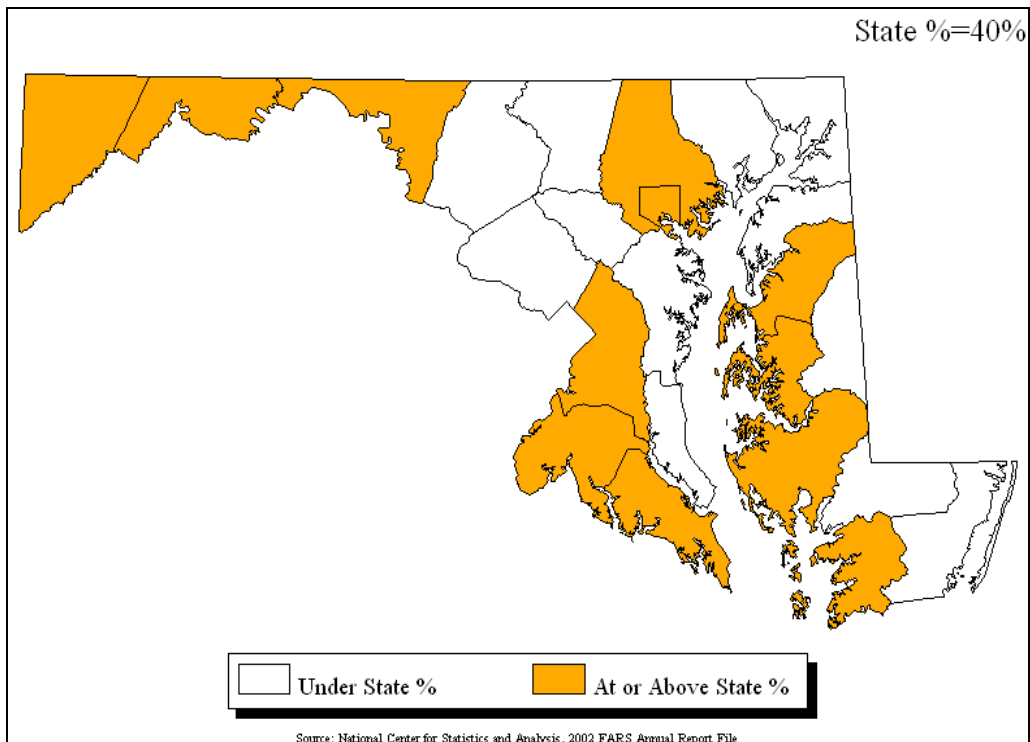 State %=40%
Under State %
At or Above State %
Source: National Center for Statistics and Analysis, 2002 FARS Annual Report File